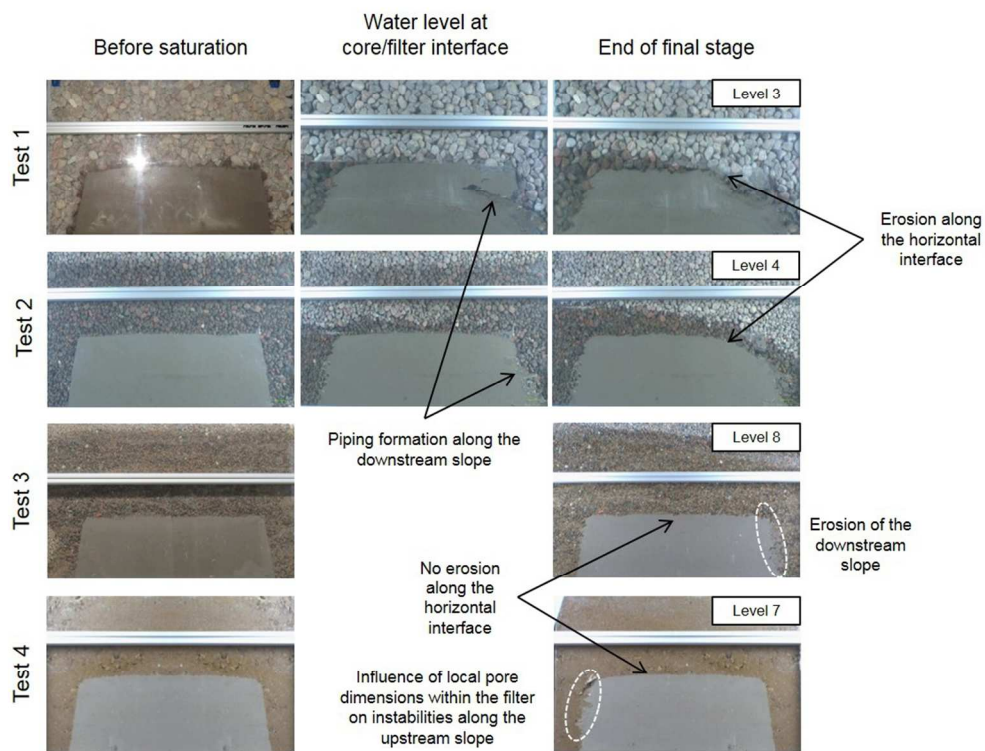 Before saturation
Water level at
core/filter interface
End of final stage
Test 1
Level 3
Erosion along
the horizontal
interface
Test 2
Level 4
Piping formation along the
downstream slope
Test 3
Level 8
Erosion of the
downstream
slope
No erosion
along the
horizontal
interface
Test 4
Level 7
Influence of local pore
dimensions within the filter
on instabilities along the
upstream slope